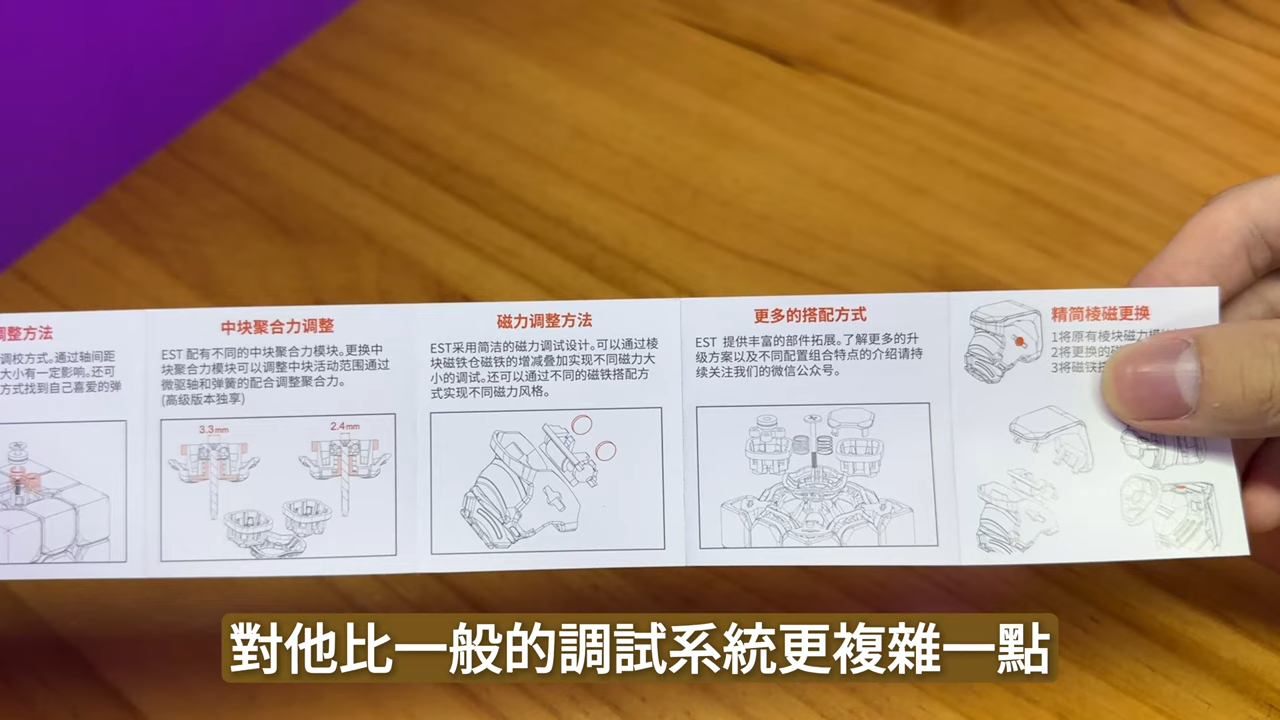 调整方法
调校方式。通过轴间距
大小有一定影响。还可
方式找到自己喜爱的弹
中块聚合力调整
EST 配有不同的中块聚合力模块。更换中
块聚合力模块可以调整中块活动范围通过
微驱轴和弹簧的配合调整聚合力。
(高级版本独享)
3.3mm
2.4mm
磁力调整方法
EST采用简洁的磁力调试设计。可以通过棱
块磁铁仓磁铁的增减叠加实现不同磁力大
小的调试。还可以通过不同的磁铁搭配方
式实现不同磁力风格。
更多的搭配方式
EST 提供丰富的部件拓展。了解更多的升
级方案以及不同配置组合特点的介绍请持
续关注我们的微信公众号。
精简棱磁更换
1将原有棱块磁力
2将更换的
3将磁铁
對他比一般的調試系統更複雜一點